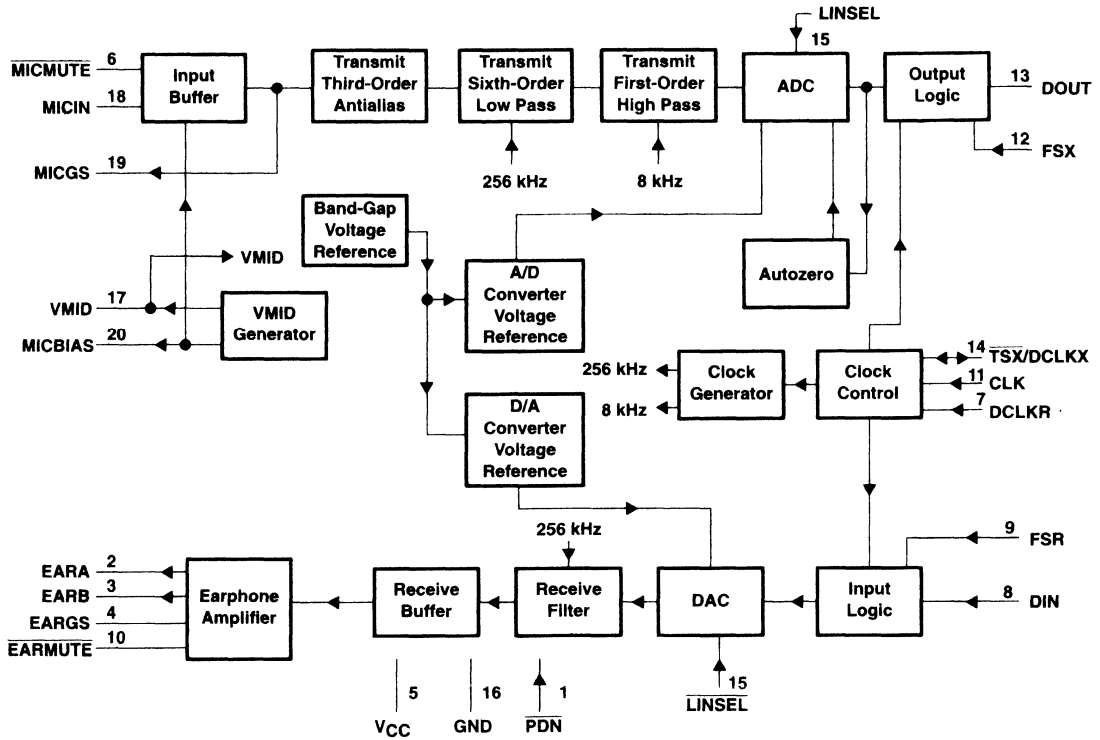 LINSEL
15
MICMUTE 6
MICIN 18
Input
Buffer
Transmit
Third-Order
Antialias
Transmit
Sixth-Order
Low Pass
Transmit
First-Order
High Pass
ADC
Output
Logic
13 DOUT
12 FSX
MICGS 19
256 kHz
8 kHz
Band-Gap
Voltage
Reference
VMID
Autozero
A/D
Converter
Voltage
Reference
VMID 17
MICBIAS 20
VMID
Generator
256 kHz
8 kHz
Clock
Generator
Clock
Control
14 TSX/DCLKX
11 CLK
7 DCLKR
D/A
Converter
Voltage
Reference
256 kHz
9 FSR
8 DIN
EARA 2
EARB 3
EARGS 4
EARMUTE 10
Earphone
Amplifier
Receive
Buffer
Receive
Filter
DAC
Input
Logic
5
VCC
16
GND
1
PDN
15
LINSEL